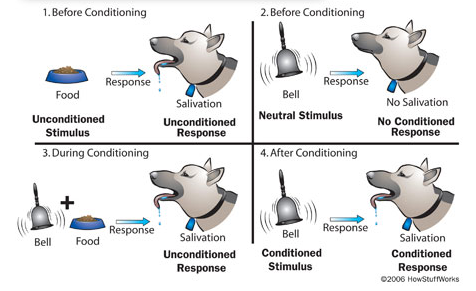 1. Before Conditioning
Food
Response
Salivation
Unconditioned
Stimulus
Unconditioned
Response
2. Before Conditioning
Bell
Response
No Salivation
Neutral Stimulus
No Conditioned
Response
3. During Conditioning
Bell
+
Food
Response
Salivation
Unconditioned
Response
4. After Conditioning
Bell
Response
Salivation
Conditioned
Stimulus
Conditioned
Response
©2006 HowStuffWorks